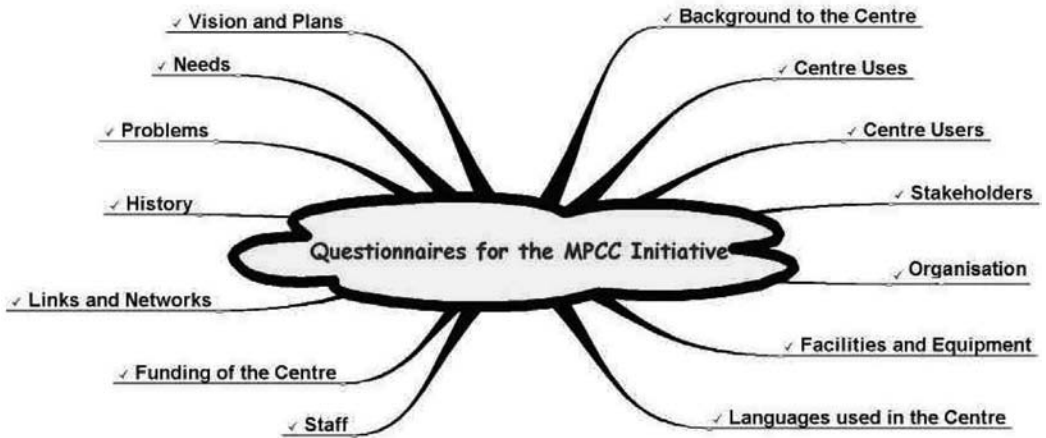 ✓ Vision and Plans
✓ Background to the Centre
✓ Needs
✓ Centre Uses
✓ Problems
✓ Centre Users
✓ History
✓ Stakeholders
Questionnaires for the MPCC Initiative
✓ Organisation
✓ Links and Networks
✓ Facilities and Equipment
✓ Funding of the Centre
✓ Languages used in the Centre
✓ Staff